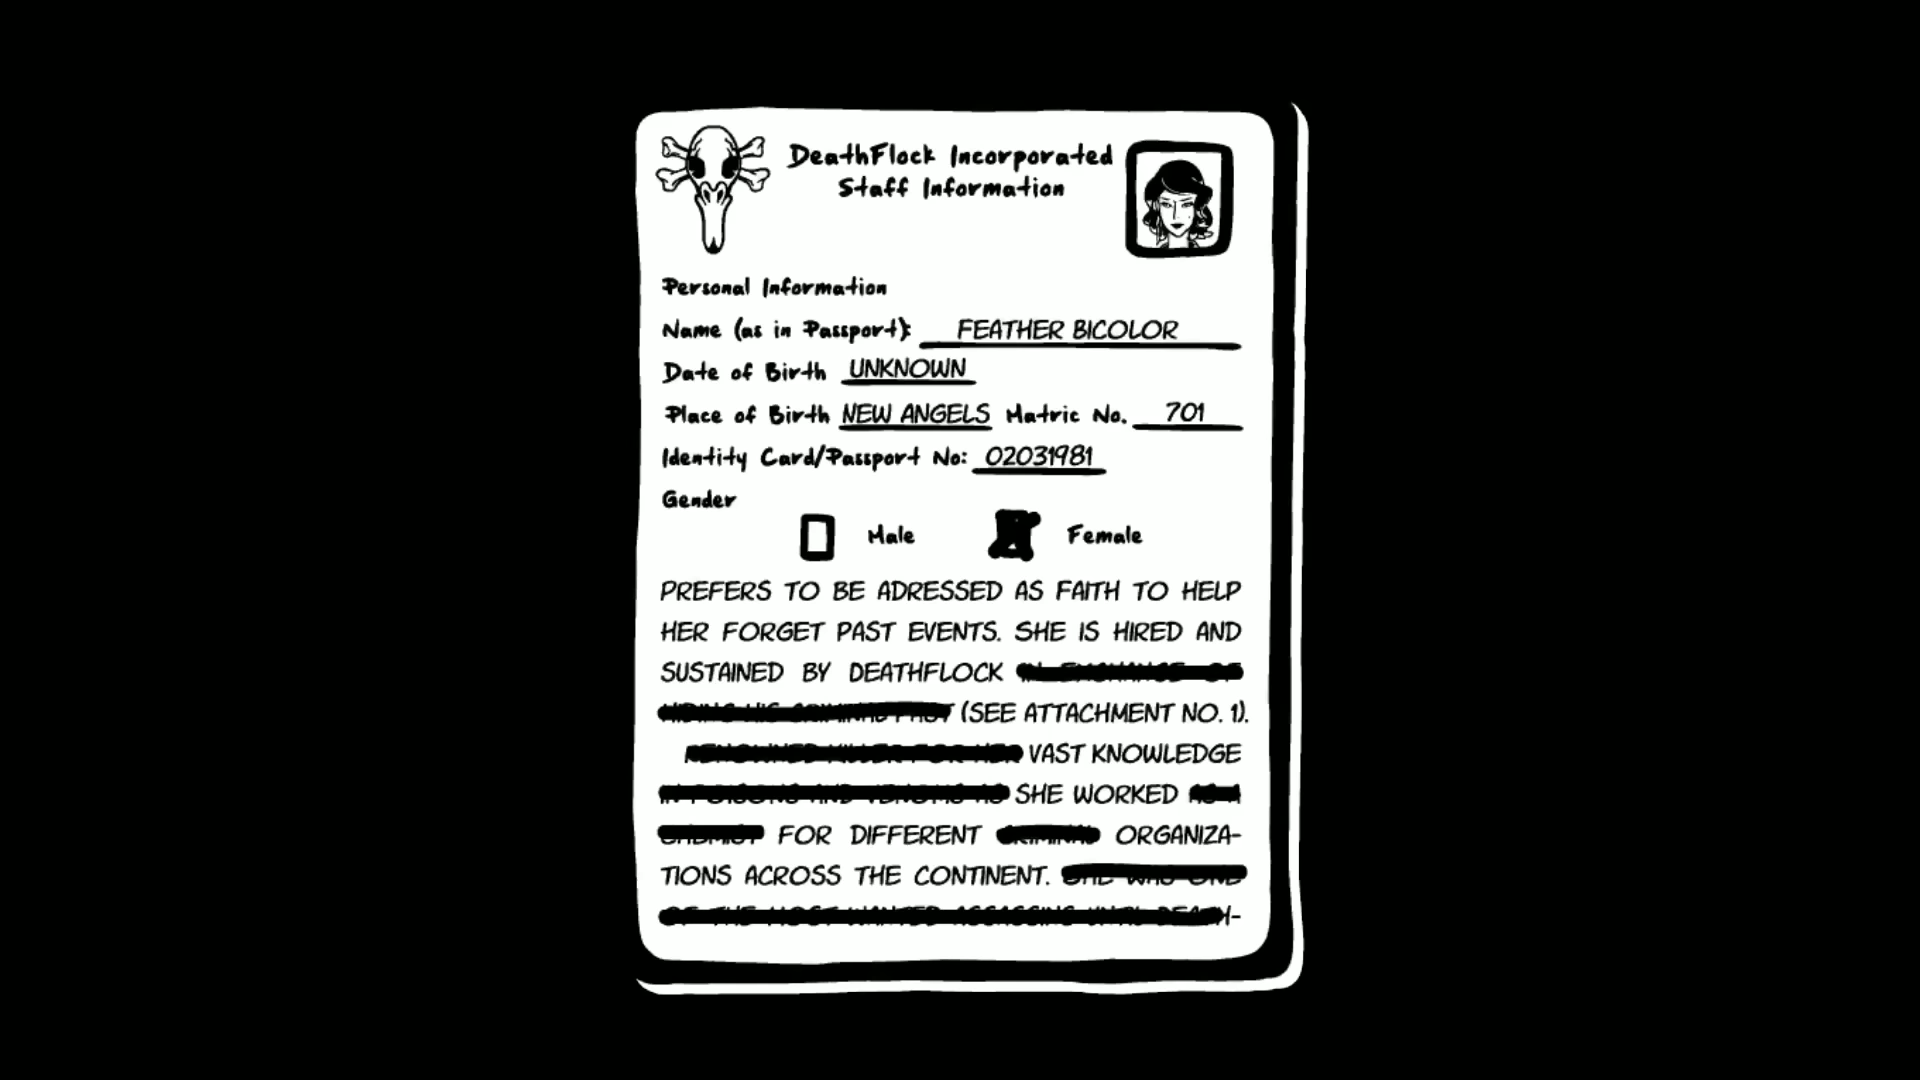 DeathFlock Incorporated
Staff Information
Personal Information
Name (as in Passport): FEATHER BICOLOR
Date of Birth UNKNOWN
Place of Birth NEW ANGELS Matric No. 701
Identity Card/Passport No: 02031981
Gender
Male Female
PREFERS TO BE ADRESSED AS FAITH TO HELP
HER FORGET PAST EVENTS. SHE IS HIRED AND
SUSTAINED BY DEATHFLOCK
(SEE ATTACHMENT NO. 1).
VAST KNOWLEDGE
SHE WORKED
FOR DIFFERENT ORGANIZA-
TIONS ACROSS THE CONTINENT.